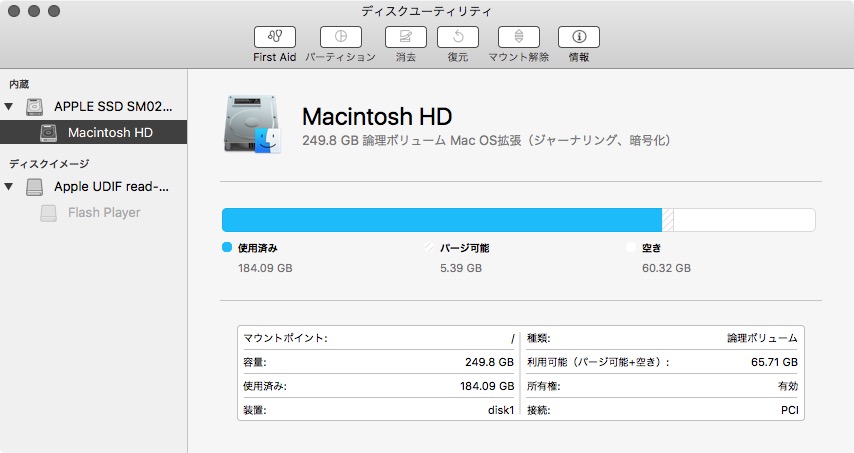 ディスクユーティリティ
First Aid パーティション 消去 復元 マウント解除 情報
内蔵
APPLE SSD SM02...
Macintosh HD
ディスクイメージ
Apple UDIF read-...
Flash Player
Macintosh HD
249.8 GB 論理ボリューム Mac OS拡張（ジャーナリング、暗号化）
使用済み パージ可能 空き
184.09 GB 5.39 GB 60.32 GB
マウントポイント: / 種類: 論理ボリューム
容量: 249.8 GB 利用可能（パージ可能+空き）: 65.71 GB
使用済み: 184.09 GB 所有権: 有効
装置: disk1 接続: PCI